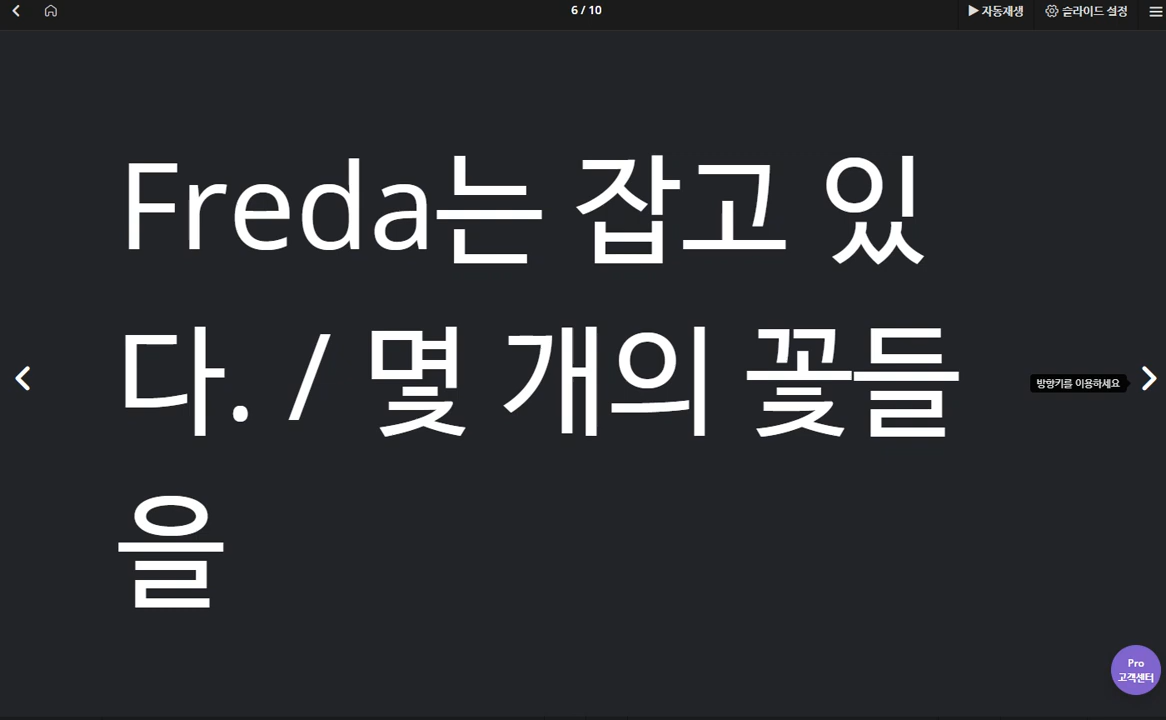 6 / 10
▶ 자동재생
슬라이드 설정
Freda는 잡고 있
다. / 몇 개의 꽃들
을
방향키를 이용하세요
Pro
고객센터